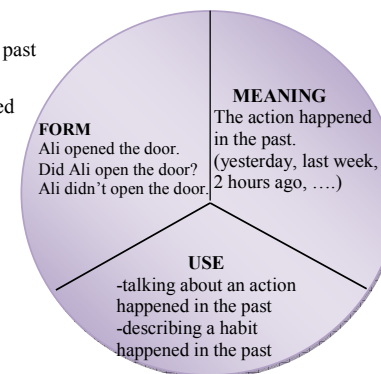 past
ed
FORM
Ali opened the door.
Did Ali open the door?
Ali didn’t open the door.
MEANING
The action happened
in the past.
(yesterday, last week,
2 hours ago, ….)
USE
-talking about an action
happened in the past
-describing a habit
happened in the past